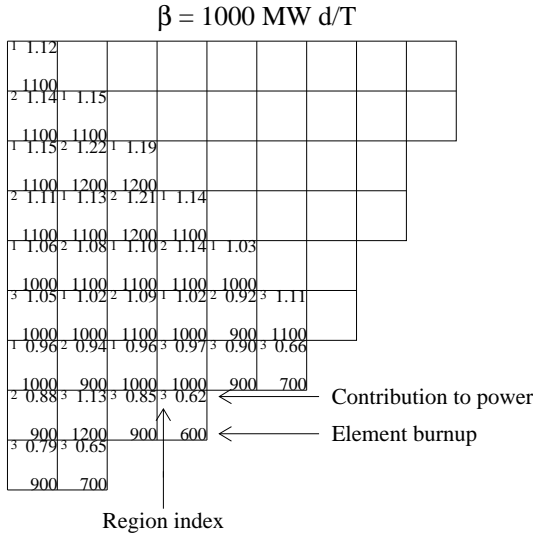 β = 1000 MW d/T
1 1.12
1100
2 1.14 1 1.15
1100 1100
1 1.15 2 1.22 1 1.19
1100 1200 1200
2 1.11 1 1.13 2 1.21 1 1.14
1100 1100 1200 1100
1 1.06 2 1.08 1 1.10 2 1.14 1 1.03
1000 1100 1100 1100 1000
3 1.05 1 1.02 2 1.09 1 1.02 2 0.92 3 1.11
1000 1000 1100 1000 900 1100
1 0.96 2 0.94 1 0.96 3 0.97 3 0.90 3 0.66
1000 900 1000 1000 900 700
2 0.88 3 1.13 3 0.85 3 0.62 Contribution to power
900 1200 900 600 Element burnup
3 0.79 3 0.65
900 700
Region index